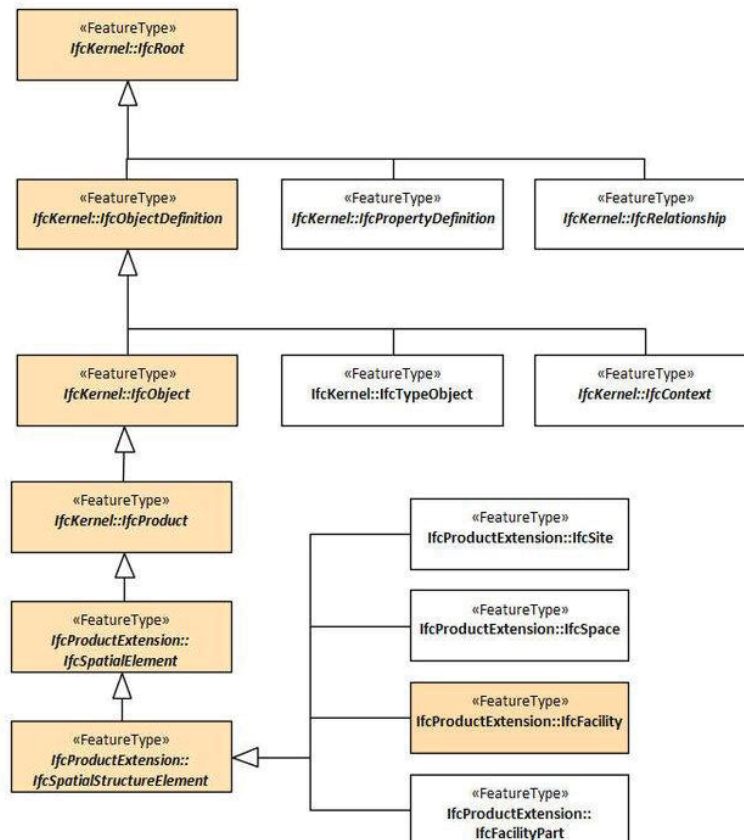 «FeatureType»
IfcKernel::IfcRoot
«FeatureType»
IfcKernel::IfcObjectDefinition
«FeatureType»
IfcKernel::IfcPropertyDefinition
«FeatureType»
IfcKernel::IfcRelationship
«FeatureType»
IfcKernel::IfcObject
«FeatureType»
IfcKernel::IfcTypeObject
«FeatureType»
IfcKernel::IfcContext
«FeatureType»
IfcKernel::IfcProduct
«FeatureType»
IfcProductExtension::
IfcSpatialElement
«FeatureType»
IfcProductExtension::
IfcSpatialStructureElement
«FeatureType»
IfcProductExtension::IfcSite
«FeatureType»
IfcProductExtension::IfcSpace
«FeatureType»
IfcProductExtension::IfcFacility
«FeatureType»
IfcProductExtension::
IfcFacilityPart